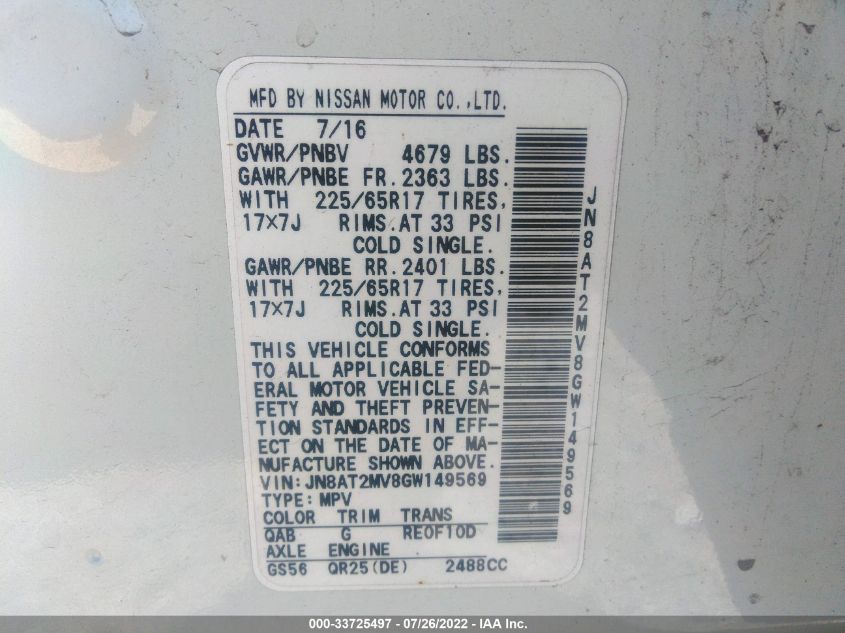 MFD BY NISSAN MOTOR CO.,LTD.
DATE 7/16
GVWR/PNBV 4679 LBS.
GAWR/PNBE FR. 2363 LBS.
WITH 225/65R17 TIRES,
17×7J RIMS.AT 33 PSI
COLD SINGLE.
GAWR/PNBE RR. 2401 LBS.
WITH 225/65R17 TIRES,
17×7J RIMS.AT 33 PSI
COLD SINGLE.
THIS VEHICLE CONFORMS
TO ALL APPLICABLE FED-
ERAL MOTOR VEHICLE SA-
FETY AND THEFT PREVEN-
TION STANDARDS IN EFF-
ECT ON THE DATE OF MA-
NUFACTURE SHOWN ABOVE.
VIN:JN8AT2MV8GW149569
TYPE:MPV
COLOR TRIM TRANS
QAB G RE0F10D
AXLE ENGINE
GS56 QR25(DE) 2488CC
JN8AT2MV8GW149569
000-33725497 - 07/26/2022 - IAA Inc.